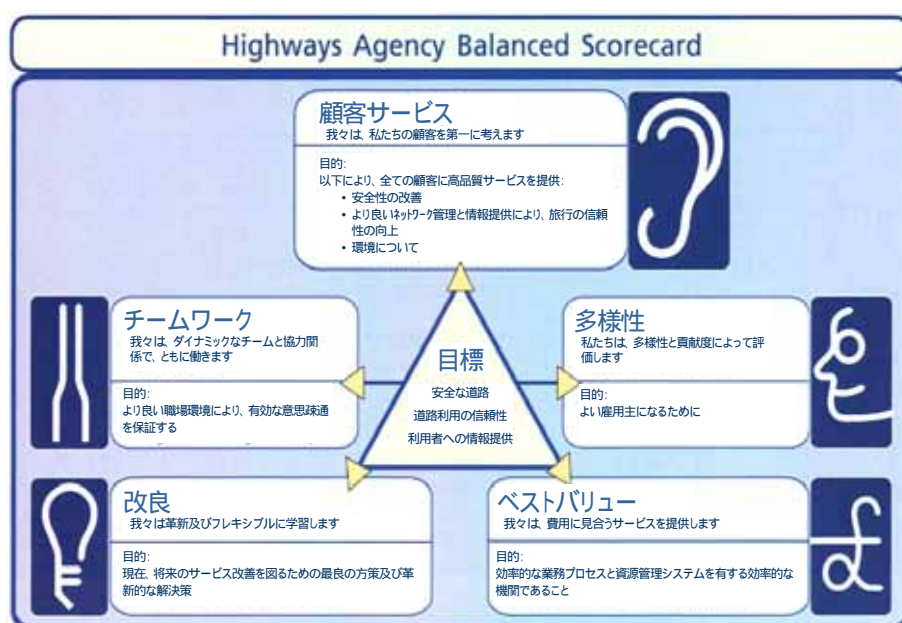 Highways Agency Balanced Scorecard
顧客サービス
我々は、私たちの顧客を第一に考えます
目的:
以下により、全ての顧客に高品質サービスを提供:
• 安全性の改善
• より良いネットワーク管理と情報提供により、旅行の信頼
性の向上
• 環境について
チームワーク
我々は、ダイナミックなチームと協力関
係で、ともに働きます
目的:
より良い職場環境により、有効な意思疎通
を保証する
多様性
私たちは、多様性と貢献度によって評
価します
目的:
よい雇用主になるために
目標
安全な道路
道路利用の信頼性
利用者への情報提供
改良
我々は革新及びフレキシブルに学習します
目的:
現在、将来のサービス改善を図るための最良の方策及び革
新的な解決策
ベストバリュー
我々は、費用に見合うサービスを提供します
目的:
効率的な業務プロセスと資源管理システムを有する効率的な
機関であること